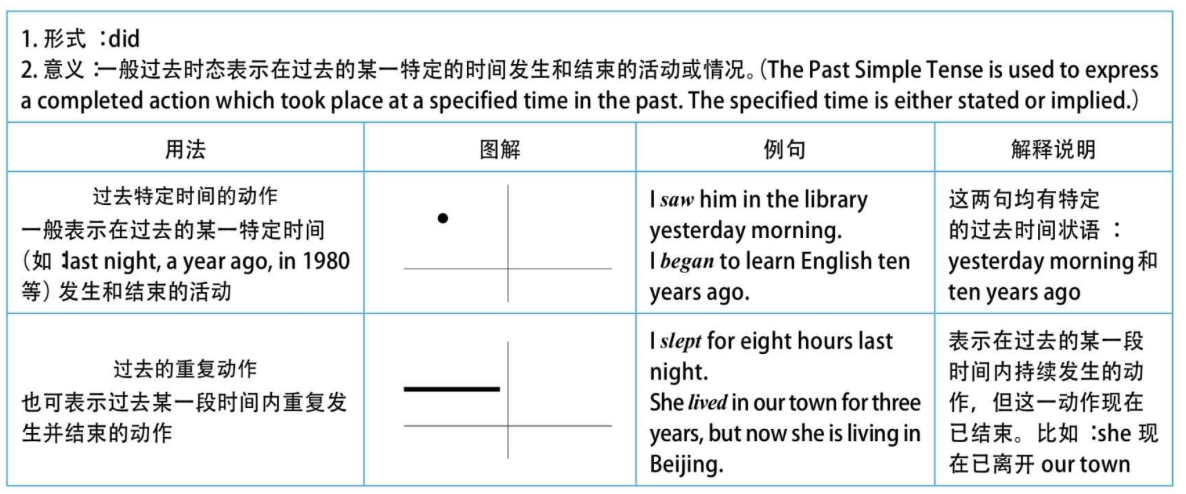 1. 形式：did
2. 意义：一般过去时态表示在过去的某一特定的时间发生和结束的活动或情况。(The Past Simple Tense is used to express
a completed action which took place at a specified time in the past. The specified time is either stated or implied.)
用法
图解
例句
解释说明
过去特定时间的动作
一般表示在过去的某一特定时间
（如：last night, a year ago, in 1980
等）发生和结束的活动
I saw him in the library
yesterday morning.
I began to learn English ten
years ago.
这两句均有特定
的过去时间状语：
yesterday morning 和
ten years ago
过去的重复动作
也可表示过去某一段时间内重复发
生并结束的动作
I slept for eight hours last
night.
She lived in our town for three
years, but now she is living in
Beijing.
表示在过去的某一段
时间内持续发生的动
作，但这一动作现在
已结束。比如：she 现
在已离开 our town